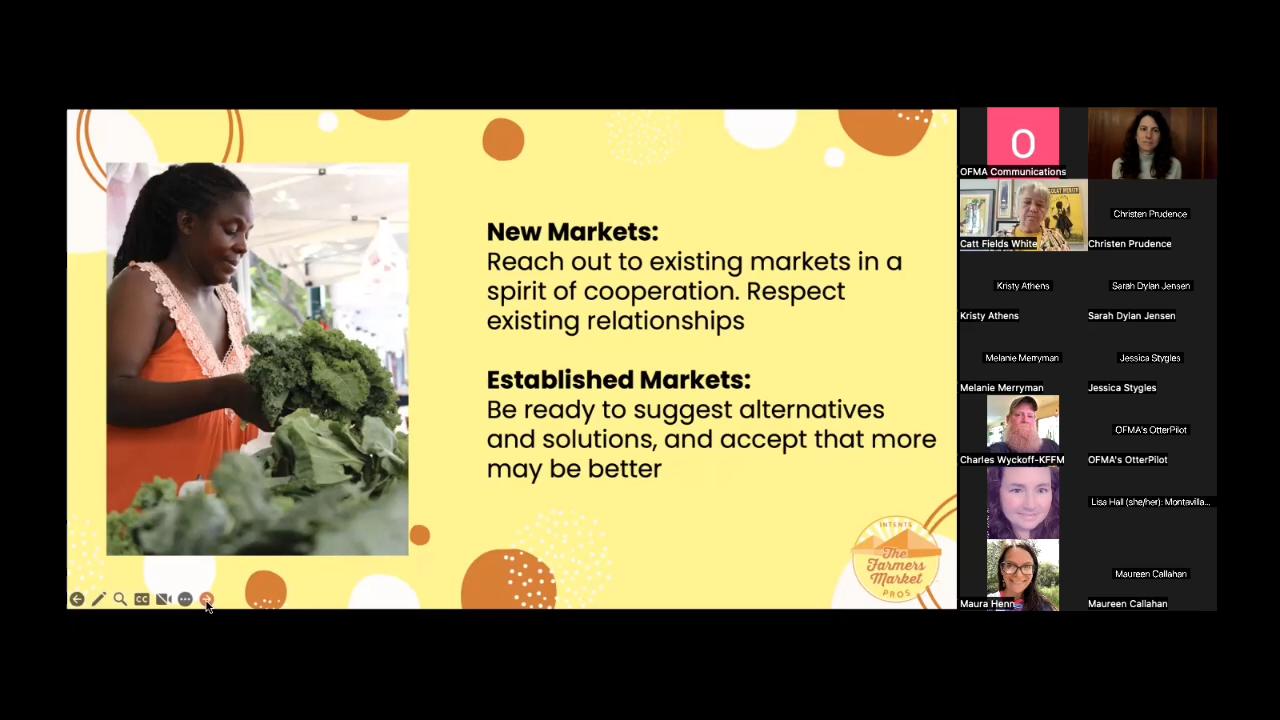 New Markets:
Reach out to existing markets in a
spirit of cooperation. Respect
existing relationships
Established Markets:
Be ready to suggest alternatives
and solutions, and accept that more
may be better
INTENTS
The
Farmers
Market
PROS
CC
O
OFMA Communications
Catt Fields White
Christen Prudence
Christen Prudence
Kristy Athens
Sarah Dylan Jensen
Kristy Athens
Sarah Dylan Jensen
Melanie Merryman
Jessica Stygles
Melanie Merryman
Jessica Stygles
OFMA's OtterPilot
Charles Wyckoff-KFFM
OFMA's OtterPilot
Lisa Hall (she/her): Montavilla...
Maureen Callahan
Maura Henn
Maureen Callahan